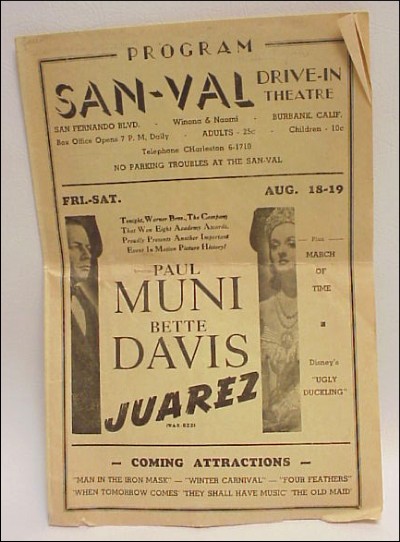 PROGRAM
SAN-VAL DRIVE-IN THEATRE
SAN FERNANDO BLVD. - Winona & Naomi - BURBANK, CALIF.
Box Office Opens 7 P. M. Daily - ADULTS - 25c - Children - 10c
Telephone CHarleston 6-1710
NO PARKING TROUBLES AT THE SAN-VAL
FRI.-SAT. AUG. 18-19
Tonight, Warner Bros., The Company
That Won Eight Academy Awards,
Proudly Presents Another Important
Event In Motion Picture History!
PAUL
MUNI
BETTE
DAVIS
JUAREZ
(WAR-EZZ)
Plus
MARCH
OF
TIME
Disney's
"UGLY
DUCKLING"
— COMING ATTRACTIONS —
"MAN IN THE IRON MASK — "WINTER CARNIVAL" — "FOUR FEATHERS"
'WHEN TOMORROW COMES' 'THEY SHALL HAVE MUSIC' 'THE OLD MAID'